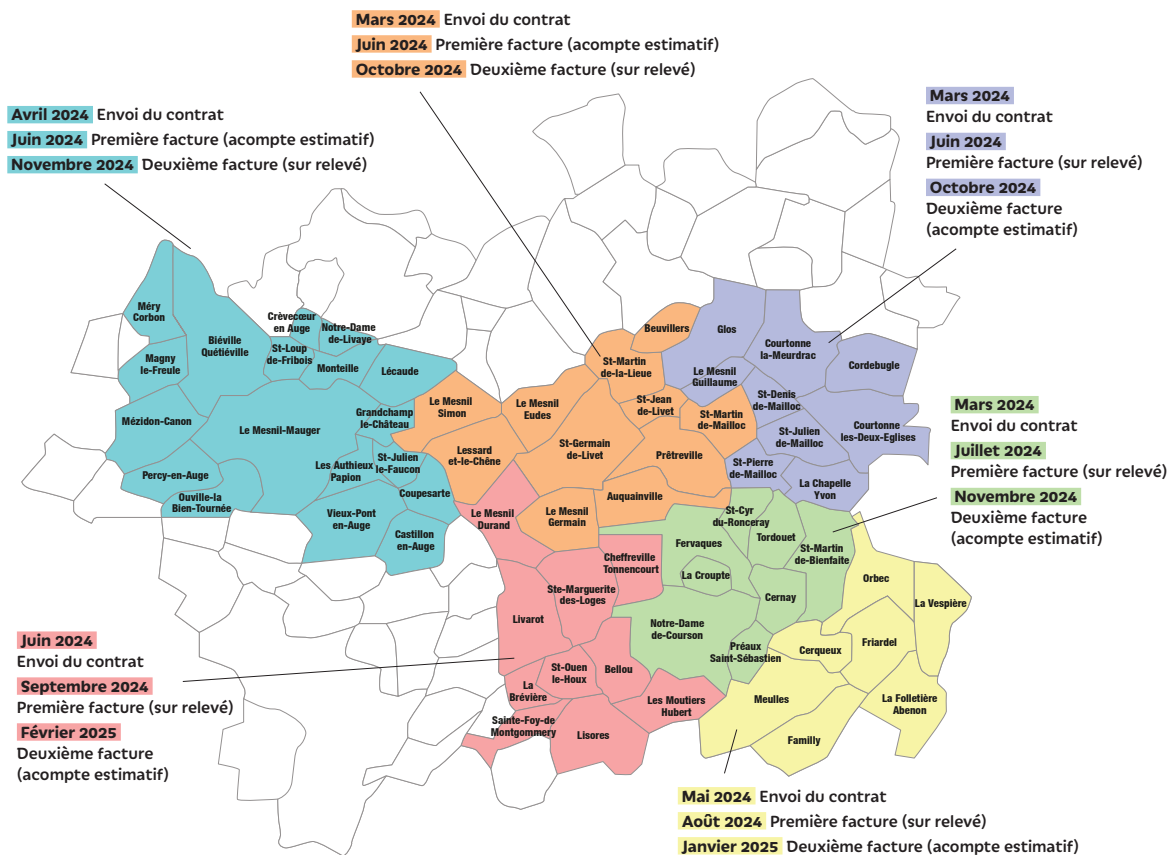 Mars 2024 Envoi du contrat
Juin 2024 Première facture (acompte estimatif)
Octobre 2024 Deuxième facture (sur relevé)
Avril 2024 Envoi du contrat
Juin 2024 Première facture (acompte estimatif)
Novembre 2024 Deuxième facture (sur relevé)
Mars 2024
Envoi du contrat
Juin 2024
Première facture (sur relevé)
Octobre 2024
Deuxième facture
(acompte estimatif)
Méry
Corbon
Biéville
Quétiéville
Crèvecœur
en Auge
Notre-Dame
de-Livaye
St-Loup
de-Fribois
Monteille
Lécaude
Magny
le-Freule
Mézidon-Canon
Le Mesnil-Mauger
Grandchamp
le-Château
Percy-en-Auge
Ouville-la
Bien-Tournée
Les Authieux
Papion
St-Julien
le-Faucon
Coupesarte
Vieux-Pont
en-Auge
Castillon
en-Auge
Beuvillers
St-Martin
de-la-Lieue
Le Mesnil
Simon
Le Mesnil
Eudes
St-Jean
de-Livet
St-Martin
de-Mailloc
Lessard
et-le-Chêne
St-Germain
de-Livet
Prêtreville
Auquainville
Le Mesnil
Germain
Glos
Courtonne
la-Meurdrac
Cordebugle
Le Mesnil
Guillaume
St-Denis
de-Mailloc
St-Julien
de-Mailloc
Courtonne
les-Deux-Eglises
St-Pierre
de-Mailloc
La Chapelle
Yvon
Mars 2024
Envoi du contrat
Juillet 2024
Première facture (sur relevé)
Novembre 2024
Deuxième facture
(acompte estimatif)
St-Cyr
du-Ronceray
Tordouet
St-Martin
de-Bienfaite
Fervaques
La Croupte
Cernay
Notre-Dame
de-Courson
Préaux
Saint-Sébastien
Le Mesnil
Durand
Cheffreville
Tonnencourt
Ste-Marguerite
des-Loges
Livarot
St-Ouen
le-Houx
Bellou
La
Brévière
Les Moutiers
Hubert
Sainte-Foy-de
Montgommery
Lisores
Orbec
La Vespière
Friardel
Cerqueux
Meulles
La Folletière
Abenon
Familly
Juin 2024
Envoi du contrat
Septembre 2024
Première facture (sur relevé)
Février 2025
Deuxième facture
(acompte estimatif)
Mai 2024 Envoi du contrat
Août 2024 Première facture (sur relevé)
Janvier 2025 Deuxième facture (acompte estimatif)